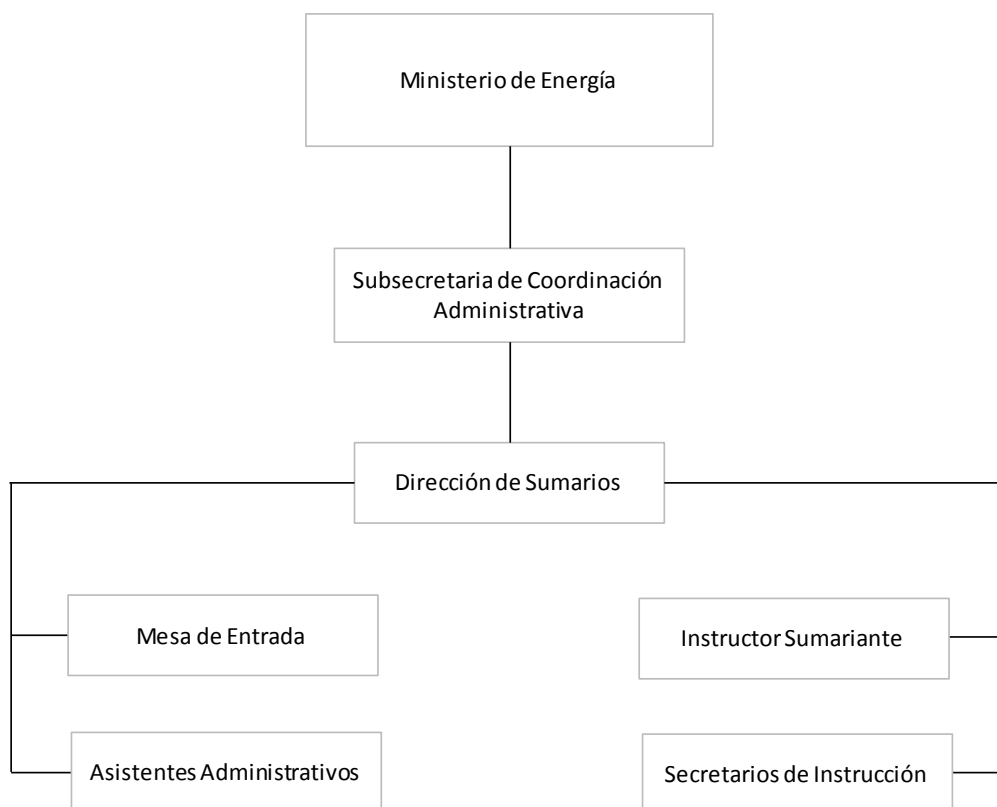 Ministerio de Energía
Subsecretaria de Coordinación
Administrativa
Dirección de Sumarios
Mesa de Entrada
Instructor Sumariante
Asistentes Administrativos
Secretarios de Instrucción